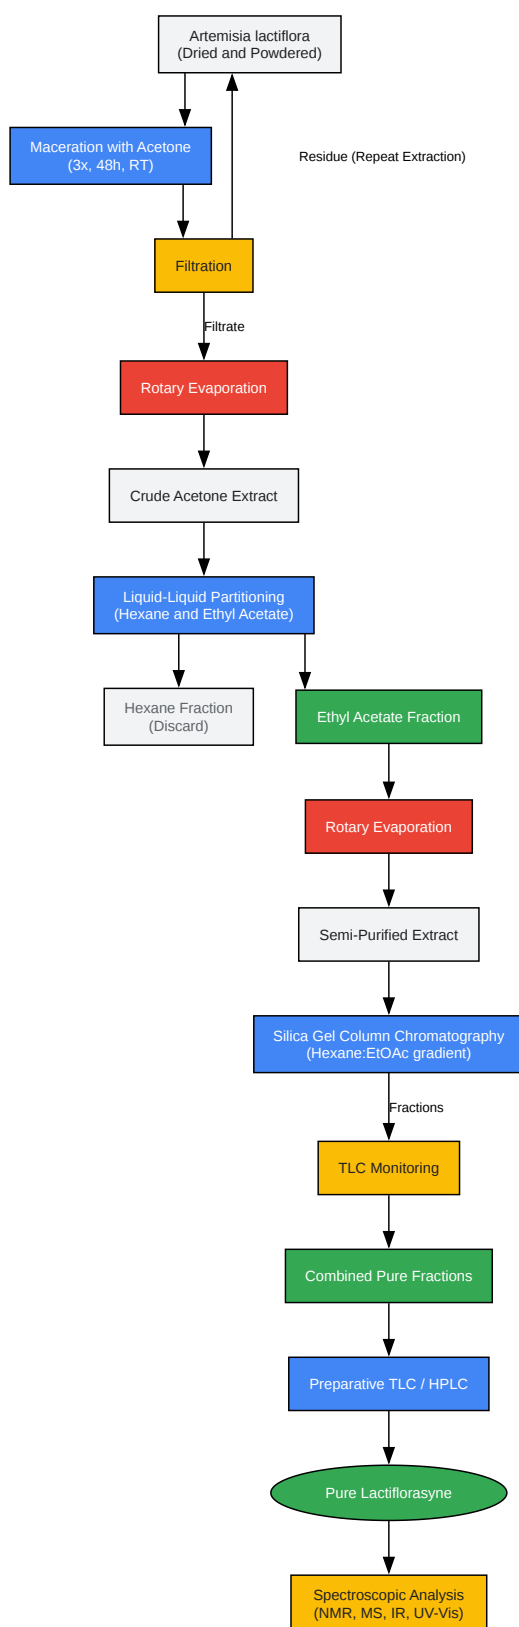 Artemisia lactiflora
(Dried and Powdered)
Maceration with Acetone
(3x, 48h, RT)
Residue (Repeat Extraction)
Filtration
Filtrate
Rotary Evaporation
Crude Acetone Extract
Liquid-Liquid Partitioning
(Hexane and Ethyl Acetate)
Hexane Fraction
(Discard)
Ethyl Acetate Fraction
Rotary Evaporation
Semi-Purified Extract
Silica Gel Column Chromatography
(Hexane:EtOAc gradient)
Fractions
TLC Monitoring
Combined Pure Fractions
Preparative TLC / HPLC
Pure Lactiflorasyne
Spectroscopic Analysis
(NMR, MS, IR, UV-Vis)